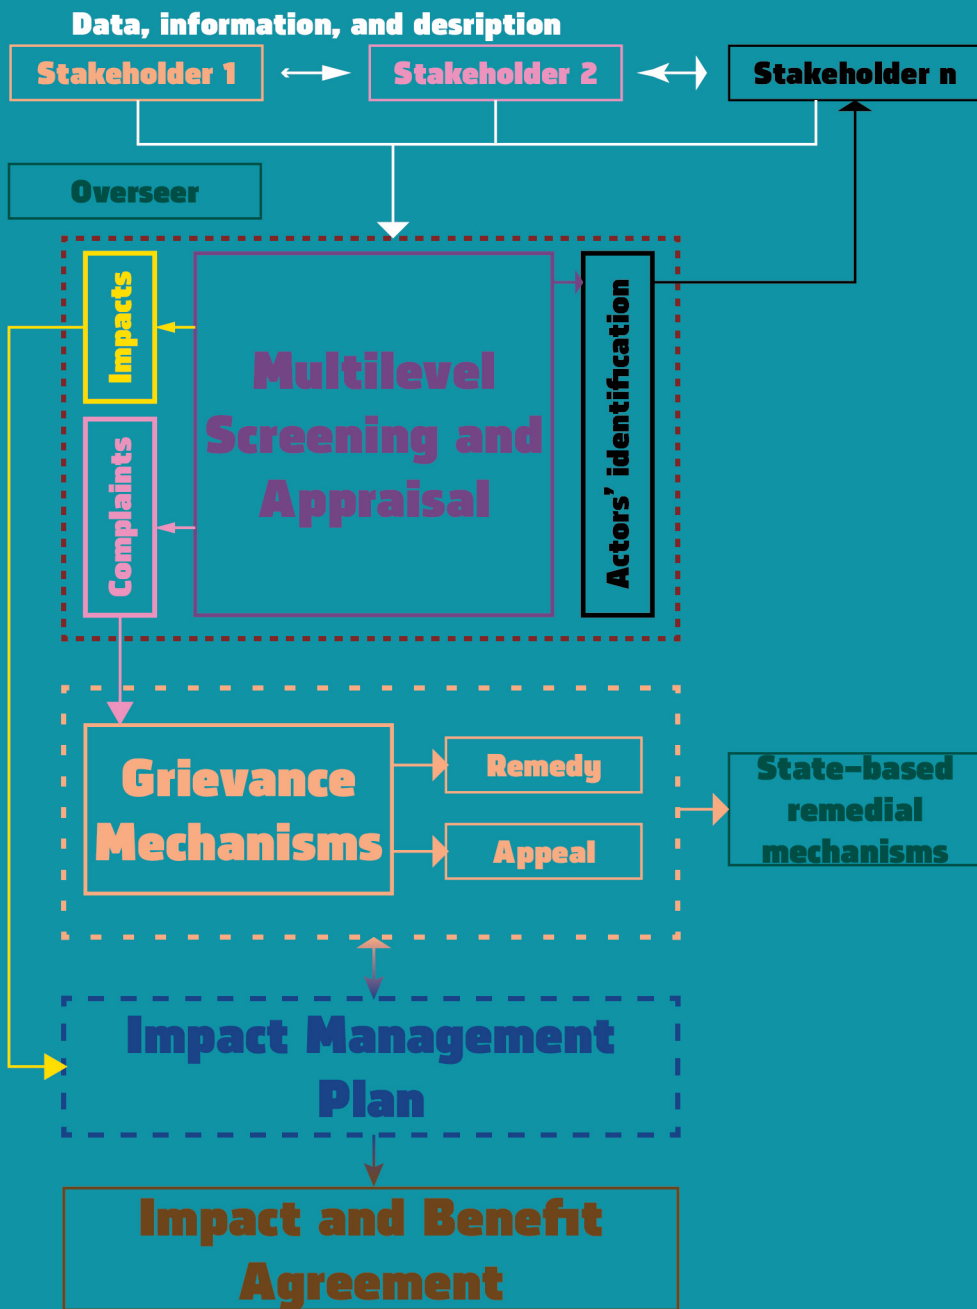 Data, information, and desription
Stakeholder 1
Stakeholder 2
Stakeholder n
Overseer
Impacts
Complaints
Multilevel
Screening and
Appraisal
Actors' identification
Grievance
Mechanisms
Remedy
Appeal
State-based
remedial
mechanisms
Impact Management
Plan
Impact and Benefit
Agreement